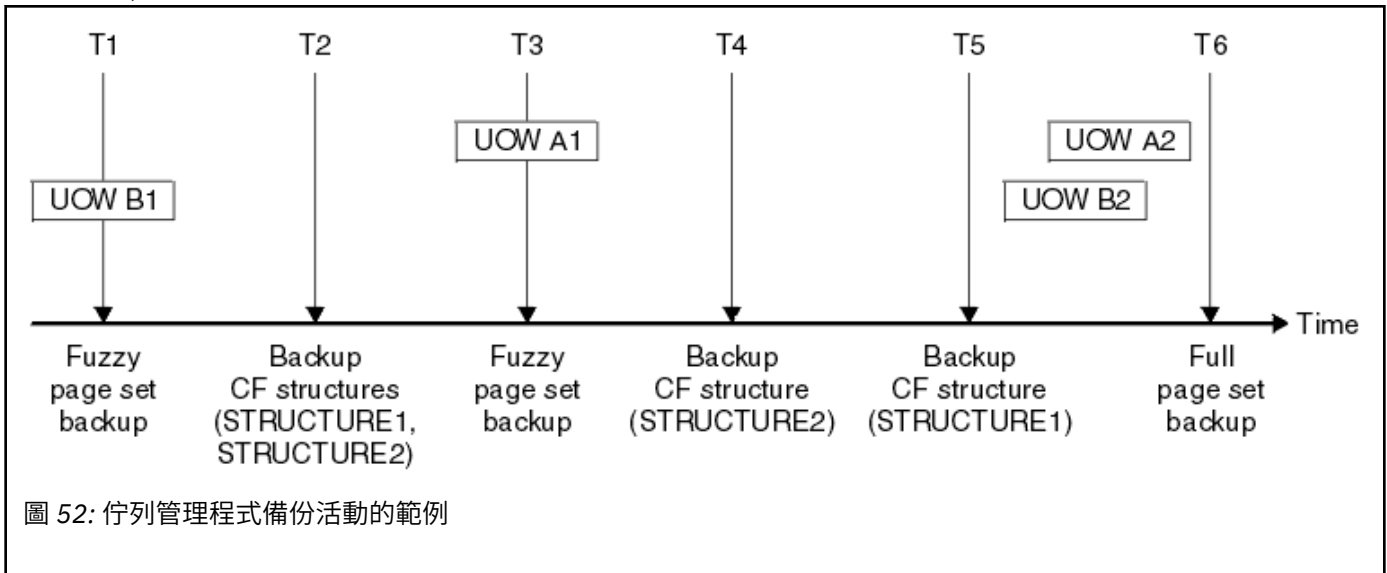 T1 T2 T3 T4 T5 T6
UOW A1 UOW A2
UOW B1 UOW B2
Time
Fuzzy
page set
backup
Backup
CF structures
(STRUCTURE1,
STRUCTURE2)
Fuzzy
page set
backup
Backup
CF structure
(STRUCTURE2)
Backup
CF structure
(STRUCTURE1)
Full
page set
backup
圖 52: 佇列管理程式備份活動的範例